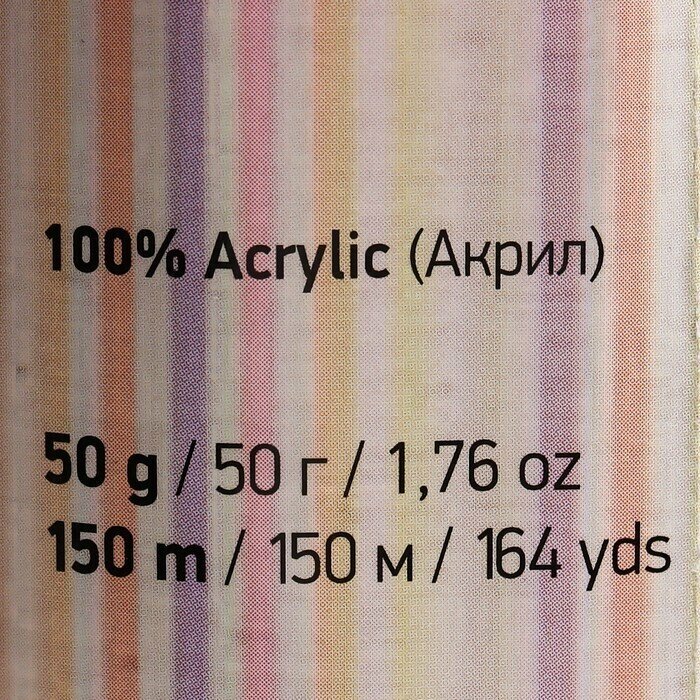 100% Acrylic (Акрил)
50 g / 50 г / 1,76 oz
150 m / 150 м / 164 yds